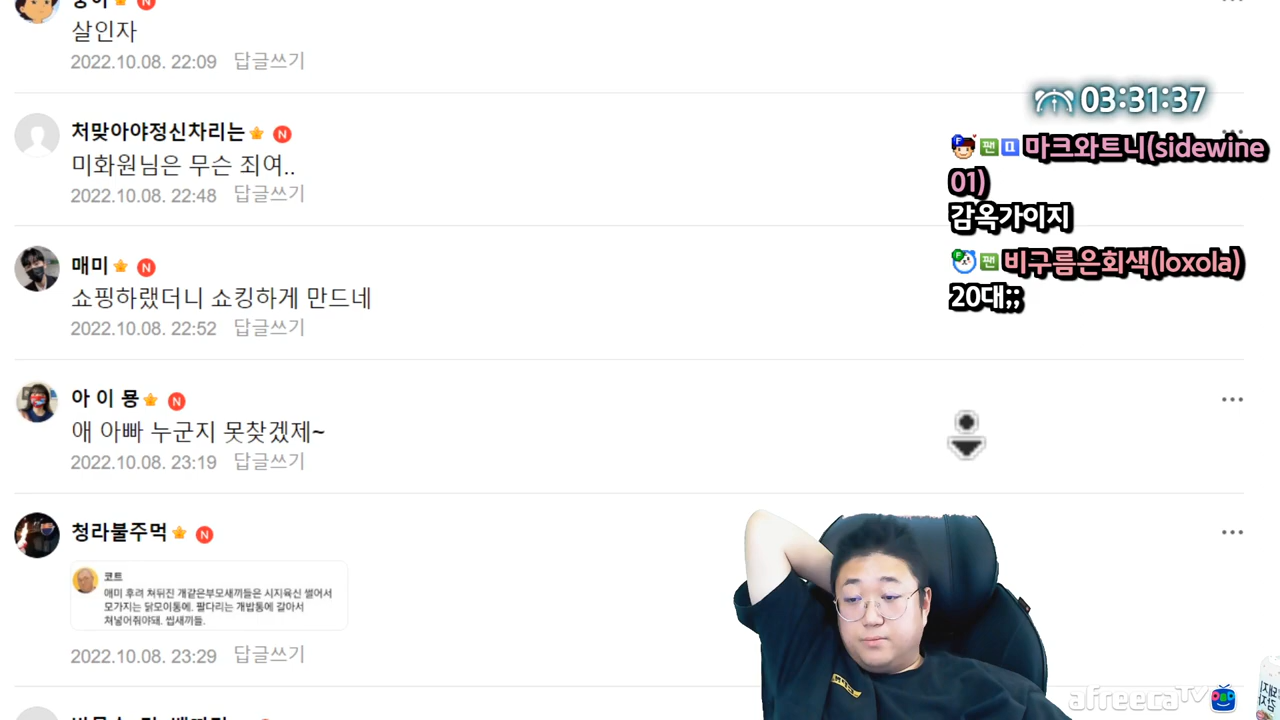 살인자
2022.10.08. 22:09 답글쓰기
처맞아야정신차리는 N
미화원님은 무슨 죄여..
2022.10.08. 22:48 답글쓰기
매미 N
쇼핑하랬더니 쇼킹하게 만드네
2022.10.08. 22:52 답글쓰기
아 이 묭 N
애 아빠 누군지 못찾겠제~
2022.10.08. 23:19 답글쓰기
청라불주먹 N
코트
애미 후려 쳐뒤진 개같은부모새끼들은 시지육신 썰어서
모가지는 닭모이통에. 팔다리는 개밥통에 갈아서
쳐넣어줘야돼. 씹새끼들.
2022.10.08. 23:29 답글쓰기
03:31:37
팬 마크와트니(sidewine
01)
감옥가이지
팬 비구름은회색(loxola)
20대;;
afreecaTV